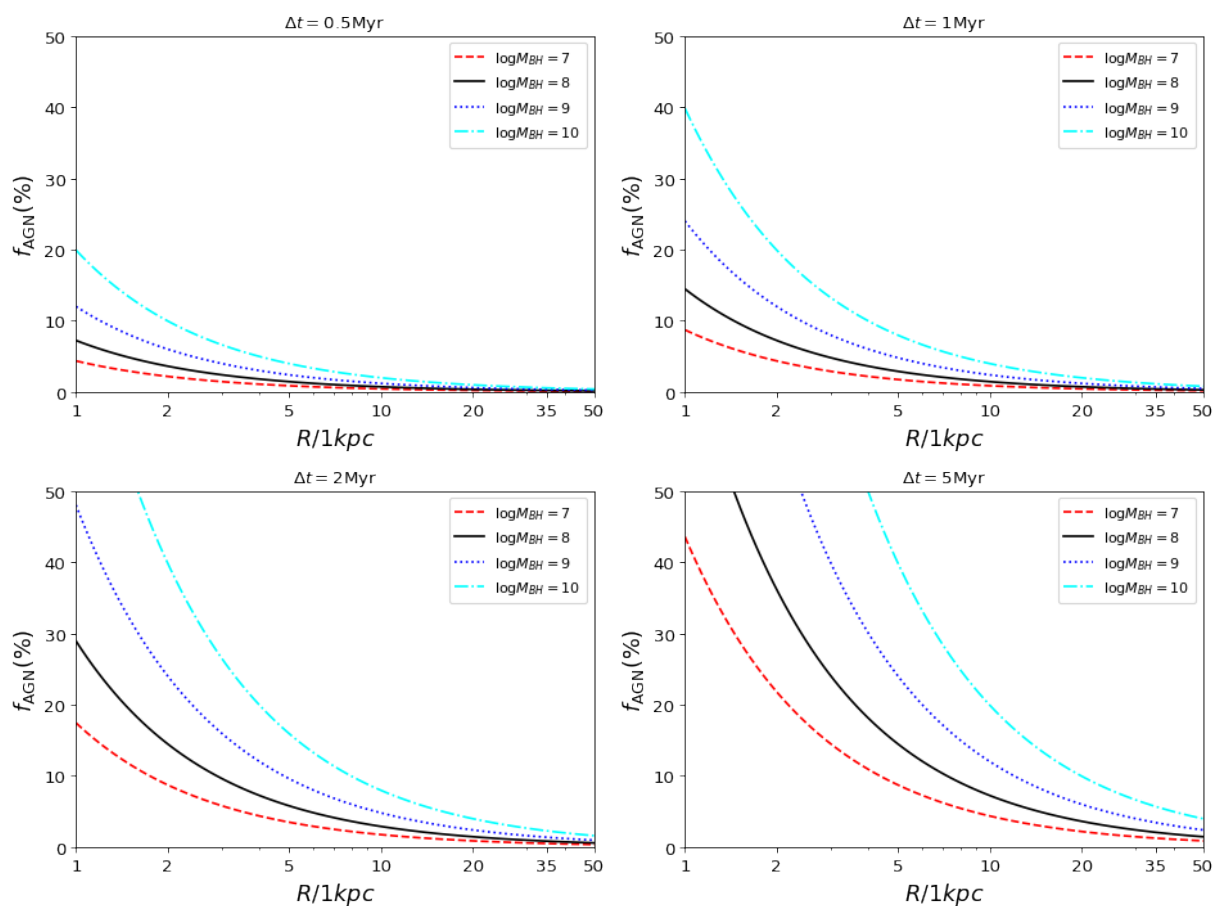 Δt = 0.5Myr
50
40
30
20
10
0
f_AGN(%)
logM_BH = 7
logM_BH = 8
logM_BH = 9
logM_BH = 10
1 2 5 10 20 35 50
R/1kpc
Δt = 1Myr
50
40
30
20
10
0
f_AGN(%)
logM_BH = 7
logM_BH = 8
logM_BH = 9
logM_BH = 10
1 2 5 10 20 35 50
R/1kpc
Δt = 2Myr
50
40
30
20
10
0
f_AGN(%)
logM_BH = 7
logM_BH = 8
logM_BH = 9
logM_BH = 10
1 2 5 10 20 35 50
R/1kpc
Δt = 5Myr
50
40
30
20
10
0
f_AGN(%)
logM_BH = 7
logM_BH = 8
logM_BH = 9
logM_BH = 10
1 2 5 10 20 35 50
R/1kpc